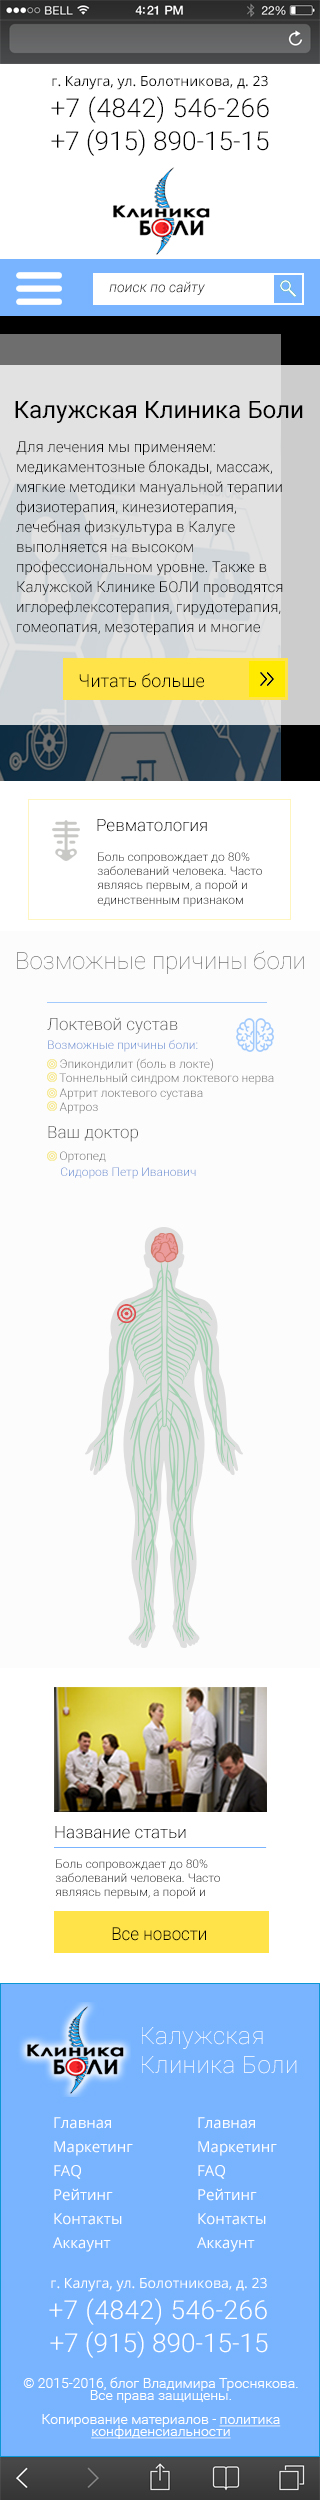 BELL 4:21 PM 22%
г. Калуга, ул. Болотникова, д. 23
+7 (4842) 546-266
+7 (915) 890-15-15
Клиника
БОЛИ
поиск по сайту
Калужская Клиника Боли
Для лечения мы применяем:
медикаментозные блокады, массаж,
мягкие методики мануальной терапии
физиотерапия, кинезиотерапия,
лечебная физкультура в Калуге
выполняется на высоком
профессиональном уровне. Также в
Калужской Клинике БОЛИ проводятся
иглорефлексотерапия, гирудотерапия,
гомеопатия, мезотерапия и многие
Читать больше
Ревматология
Боль сопровождает до 80%
заболеваний человека. Часто
являясь первым, а порой и
единственным признаком
Возможные причины боли
Локтевой сустав
Возможные причины боли:
Эпикондилит (боль в локте)
Тоннельный синдром локтевого нерва
Артрит локтевого сустава
Артроз
Ваш доктор
Ортопед
Сидоров Петр Иванович
Название статьи
Боль сопровождает до 80%
заболеваний человека. Часто
являясь первым, а порой и
Все новости
Клиника
БОЛИ
Калужская
Клиника Боли
Главная Главная
Маркетинг Маркетинг
FAQ FAQ
Рейтинг Рейтинг
Контакты Контакты
Аккаунт Аккаунт
г. Калуга, ул. Болотникова, д. 23
+7 (4842) 546-266
+7 (915) 890-15-15
© 2015-2016, блог Владимира Троснякова.
Все права защищены.
Копирование материалов - политика
конфиденсиальности